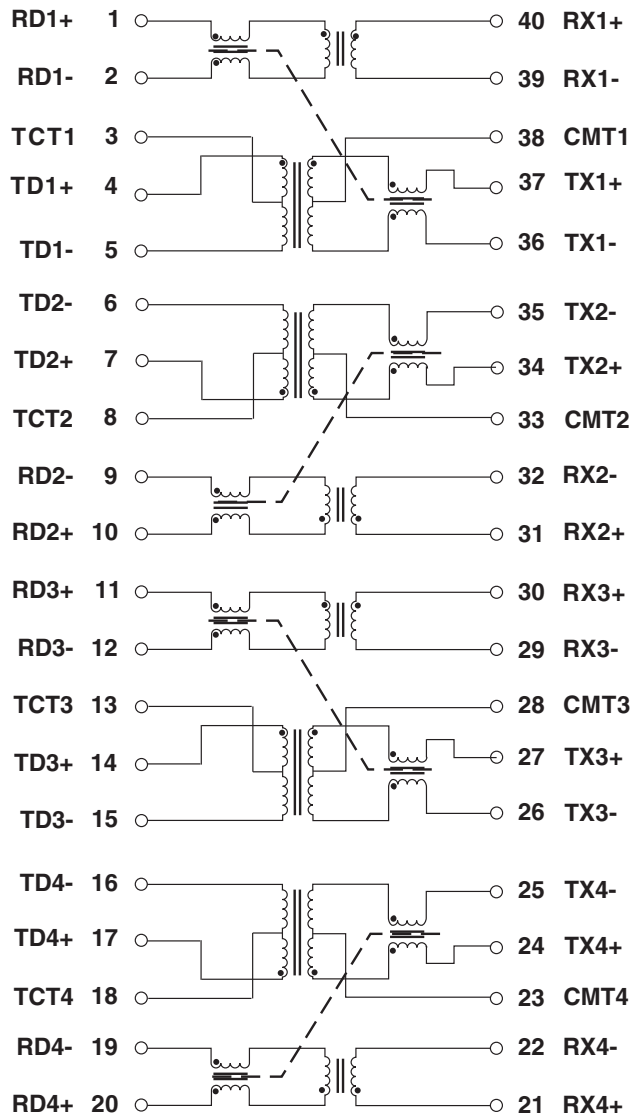 RD1+ 1 40 RX1+
RD1- 2 39 RX1-
TCT1 3 38 CMT1
TD1+ 4 37 TX1+
TD1- 5 36 TX1-
TD2- 6 35 TX2-
TD2+ 7 34 TX2+
TCT2 8 33 CMT2
RD2- 9 32 RX2-
RD2+ 10 31 RX2+
RD3+ 11 30 RX3+
RD3- 12 29 RX3-
TCT3 13 28 CMT3
TD3+ 14 27 TX3+
TD3- 15 26 TX3-
TD4- 16 25 TX4-
TD4+ 17 24 TX4+
TCT4 18 23 CMT4
RD4- 19 22 RX4-
RD4+ 20 21 RX4+